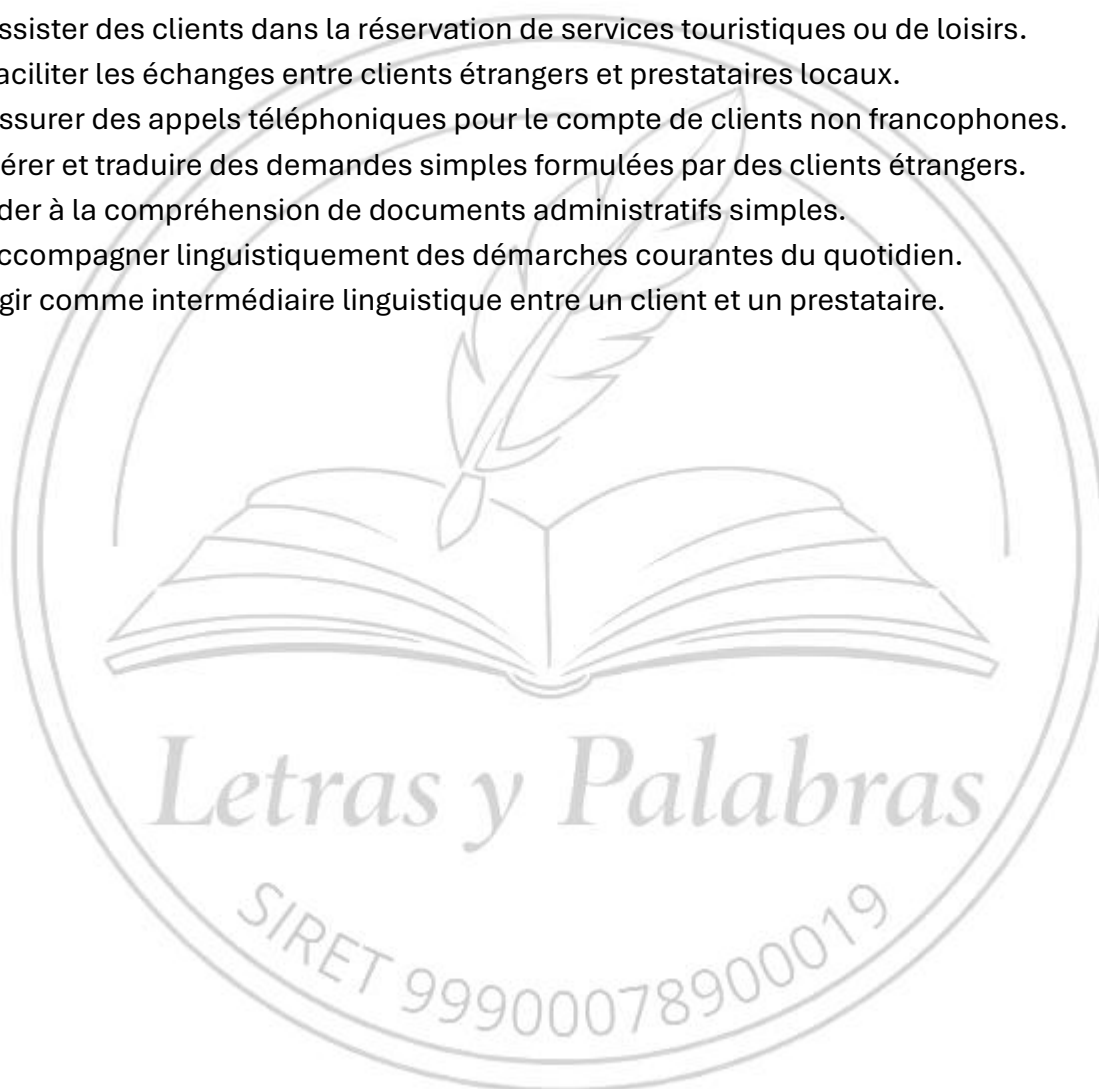 ssister des clients dans la réservation de services touristiques ou de loisirs.
aciliter les échanges entre clients étrangers et prestataires locaux.
ssurer des appels téléphoniques pour le compte de clients non francophones.
érer et traduire des demandes simples formulées par des clients étrangers.
der à la compréhension de documents administratifs simples.
ccompagner linguistiquement des démarches courantes du quotidien.
gir comme intermédiaire linguistique entre un client et un prestataire.
Letras y Palabras
SIRET 99900078900019